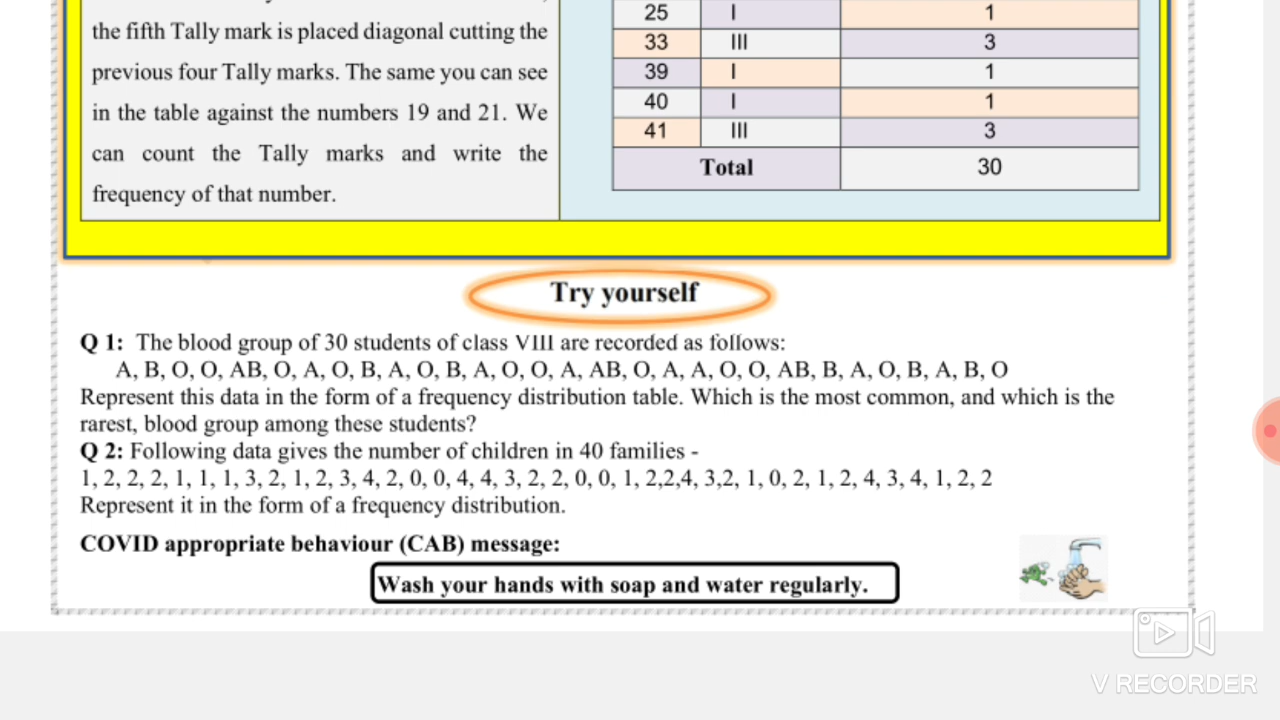 the fifth Tally mark is placed diagonal cutting the
previous four Tally marks. The same you can see
in the table against the numbers 19 and 21. We
can count the Tally marks and write the
frequency of that number.
25 I 1
33 III 3
39 I 1
40 I 1
41 III 3
Total 30
Try yourself
Q 1: The blood group of 30 students of class VIII are recorded as follows:
A, B, O, O, AB, O, A, O, B, A, O, B, A, O, O, A, AB, O, A, A, O, O, AB, B, A, O, B, A, B, O
Represent this data in the form of a frequency distribution table. Which is the most common, and which is the
rarest, blood group among these students?
Q 2: Following data gives the number of children in 40 families -
1, 2, 2, 2, 1, 1, 1, 3, 2, 1, 2, 3, 4, 2, 0, 0, 4, 4, 3, 2, 2, 0, 0, 1, 2,2,4, 3,2, 1, 0, 2, 1, 2, 4, 3, 4, 1, 2, 2
Represent it in the form of a frequency distribution.
COVID appropriate behaviour (CAB) message:
Wash your hands with soap and water regularly.
V RECORDER